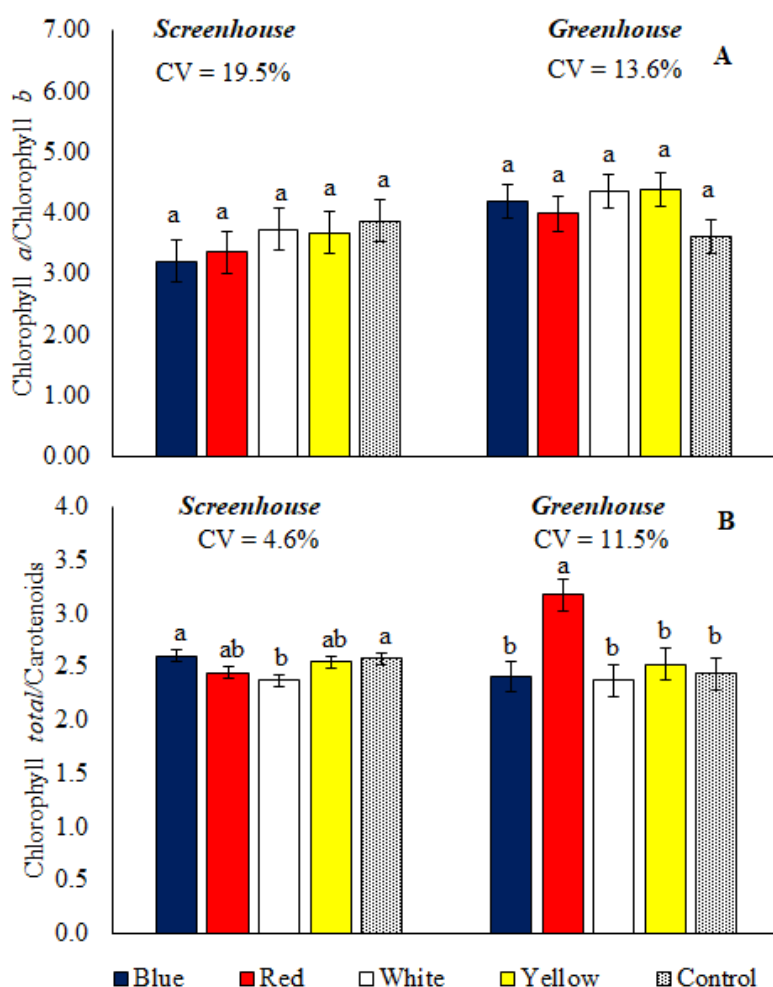 7.00
6.00
5.00
4.00
3.00
2.00
1.00
0.00
Chlorophyll a/Chlorophyll b
Screenhouse
CV = 19.5%
Greenhouse
CV = 13.6%
A
a a a a a
a a a a a
4.0
3.5
3.0
2.5
2.0
1.5
1.0
0.5
0.0
Chlorophyll total/Carotenoids
Screenhouse
CV = 4.6%
Greenhouse
CV = 11.5%
B
a ab b ab a
b a b b b
Blue Red White Yellow Control